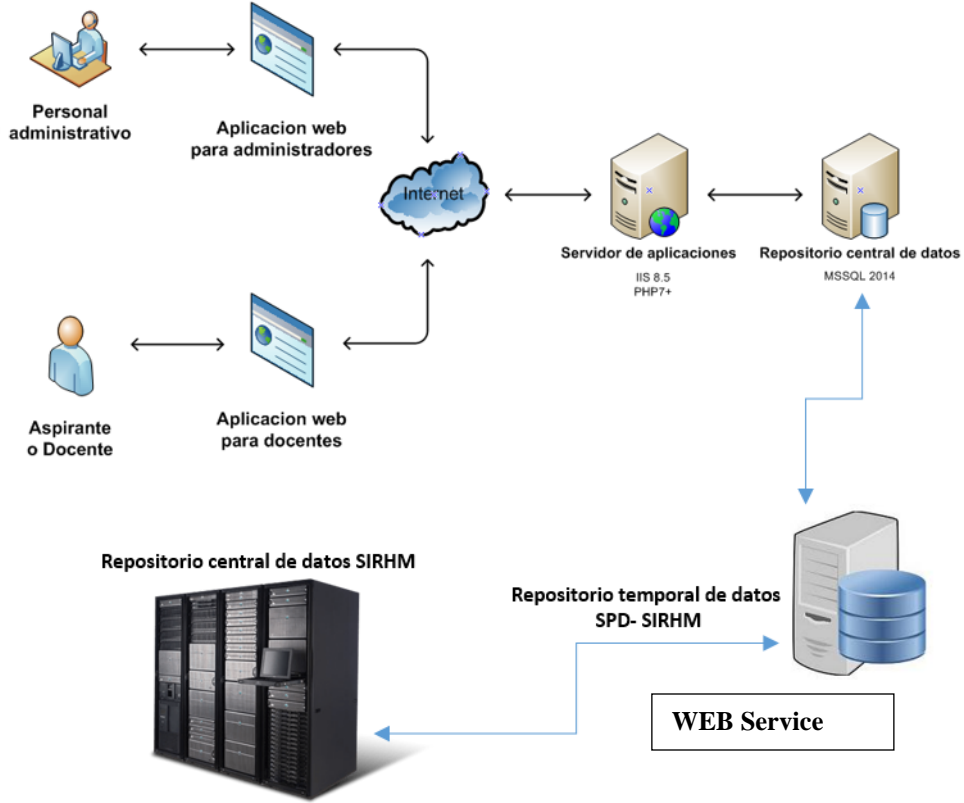 Personal
administrativo
Aplicacion web
para administradores
Internet
Servidor de aplicaciones
IIS 8.5
PHP7+
Repositorio central de datos
MSSQL 2014
Aspirante
o Docente
Aplicacion web
para docentes
Repositorio central de datos SIRHM
Repositorio temporal de datos
SPD- SIRHM
WEB Service